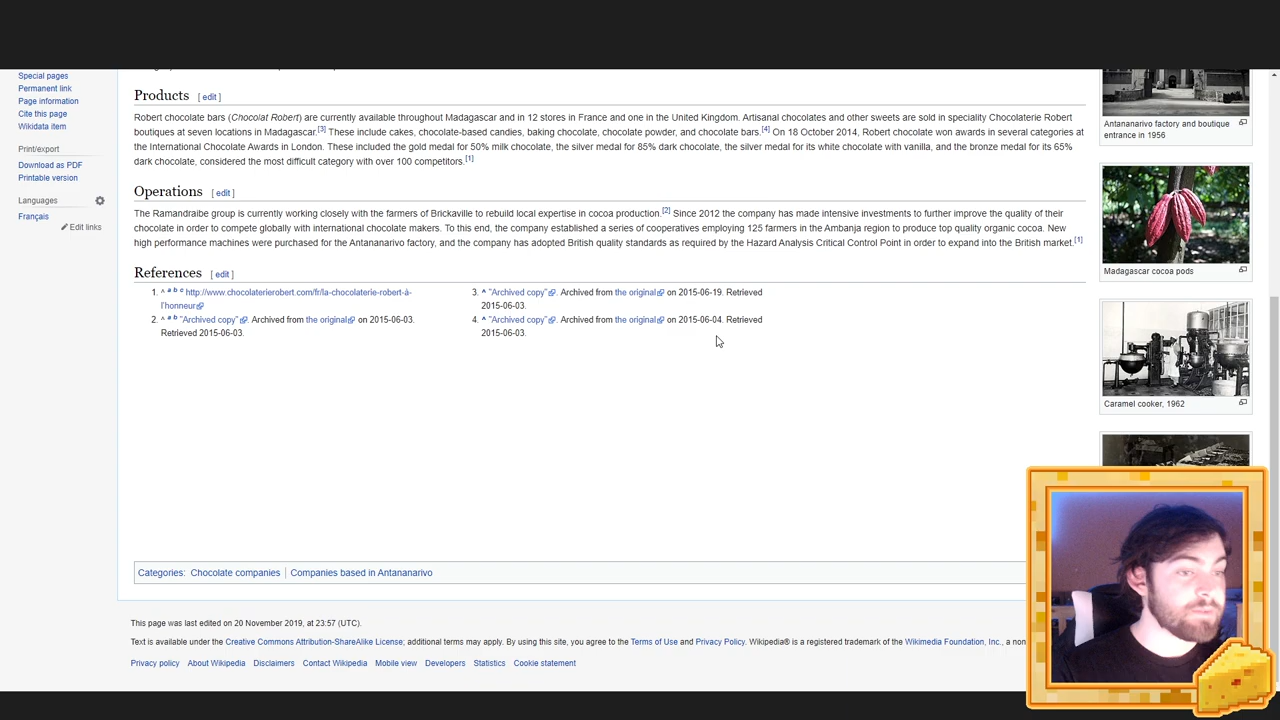 Special pages
Permanent link
Page information
Cite this page
Wikidata item
Print/export
Download as PDF
Printable version
Languages
Français
Edit links
Products [ edit ]
Robert chocolate bars (Chocolat Robert) are currently available throughout Madagascar and in 12 stores in France and one in the United Kingdom. Artisanal chocolates and other sweets are sold in speciality Chocolaterie Robert
boutiques at seven locations in Madagascar.[3] These include cakes, chocolate-based candies, baking chocolate, chocolate powder, and chocolate bars.[4] On 18 October 2014, Robert chocolate won awards in several categories at
the International Chocolate Awards in London. These included the gold medal for 50% milk chocolate, the silver medal for 85% dark chocolate, the silver medal for its white chocolate with vanilla, and the bronze medal for its 65%
dark chocolate, considered the most difficult category with over 100 competitors.[1]
Operations [ edit ]
The Ramandraibe group is currently working closely with the farmers of Brickaville to rebuild local expertise in cocoa production.[2] Since 2012 the company has made intensive investments to further improve the quality of their
chocolate in order to compete globally with international chocolate makers. To this end, the company established a series of cooperatives employing 125 farmers in the Ambanja region to produce top quality organic cocoa. New
high performance machines were purchased for the Antananarivo factory, and the company has adopted British quality standards as required by the Hazard Analysis Critical Control Point in order to expand into the British market.[1]
References [ edit ]
1. ^ a b c http://www.chocolaterierobert.com/fr/la-chocolaterie-robert-à-
l'honneur
2. ^ a b "Archived copy". Archived from the original on 2015-06-03.
Retrieved 2015-06-03.
3. ^ "Archived copy". Archived from the original on 2015-06-19. Retrieved
2015-06-03.
4. ^ "Archived copy". Archived from the original on 2015-06-04. Retrieved
2015-06-03.
Antananarivo factory and boutique
entrance in 1956
Madagascar cocoa pods
Caramel cooker, 1962
Categories: Chocolate companies | Companies based in Antananarivo
This page was last edited on 20 November 2019, at 23:57 (UTC).
Text is available under the Creative Commons Attribution-ShareAlike License; additional terms may apply. By using this site, you agree to the Terms of Use and Privacy Policy. Wikipedia® is a registered trademark of the Wikimedia Foundation, Inc., a non
Privacy policy About Wikipedia Disclaimers Contact Wikipedia Mobile view Developers Statistics Cookie statement